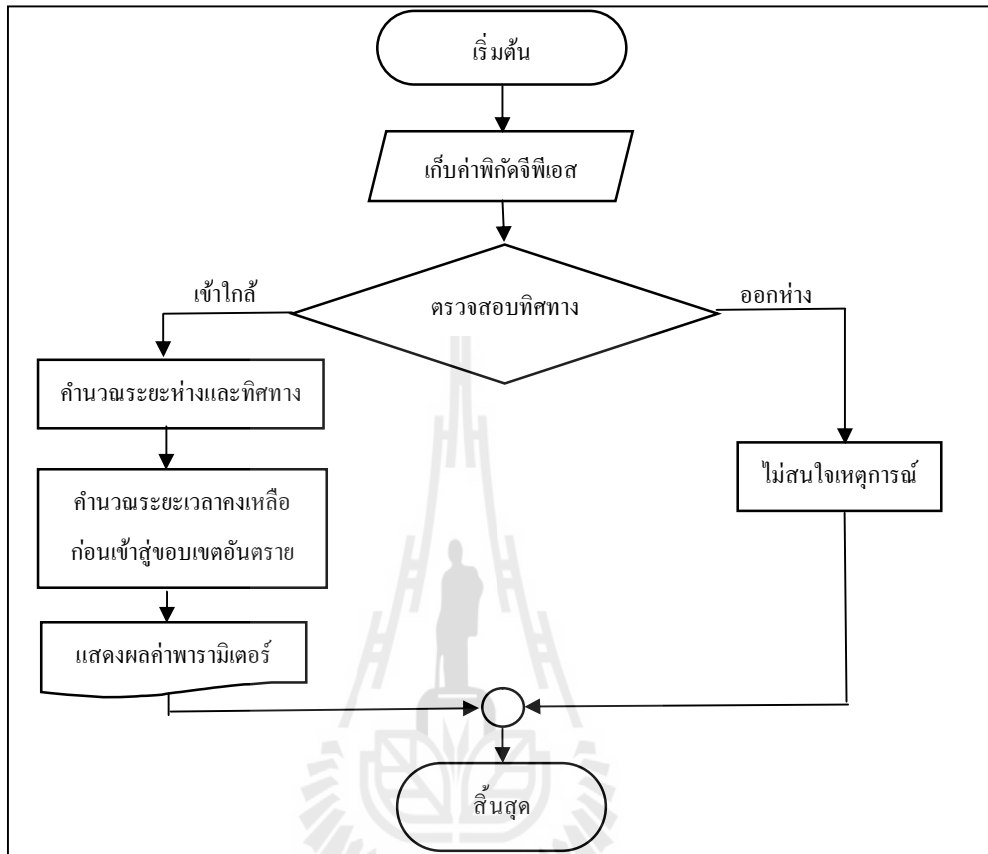 เริ่มต้น
เก็บค่าพิกัดจีพีเอส
ตรวจสอบทิศทาง
เข้าใกล้
ออกห่าง
คำนวณระยะห่างและทิศทาง
คำนวณระยะเวลาคงเหลือ
ก่อนเข้าสู่ขอบเขตอันตราย
แสดงผลค่าพารามิเตอร์
ไม่สนใจเหตุการณ์
สิ้นสุด